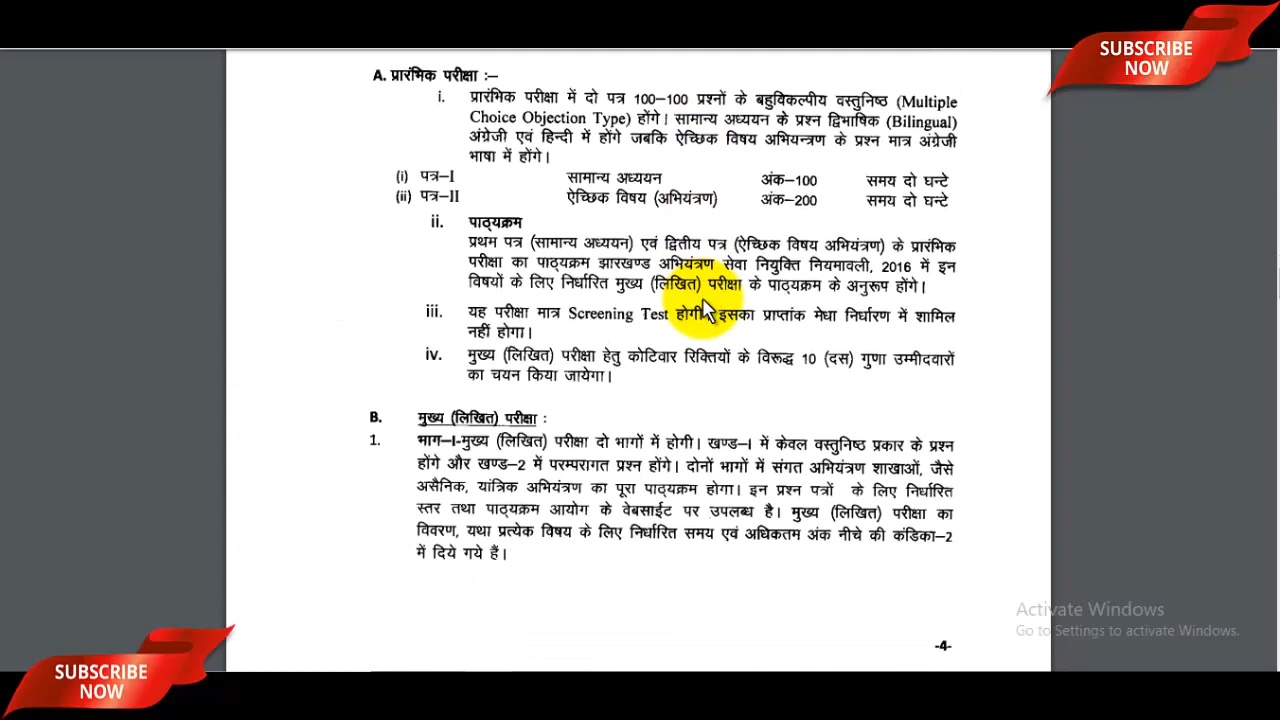 SUBSCRIBE
NOW
A. प्रारंभिक परीक्षा :–
i. प्रारंभिक परीक्षा में दो पत्र 100–100 प्रश्नों के बहुविकल्पीय वस्तुनिष्ठ (Multiple
Choice Objection Type) होंगे। सामान्य अध्ययन के प्रश्न द्विभाषिक (Bilingual)
अंग्रेजी एवं हिन्दी में होंगे जबकि ऐच्छिक विषय अभियन्त्रण के प्रश्न मात्र अंग्रेजी
भाषा में होंगे।
(i) पत्र–I सामान्य अध्ययन अंक–100 समय दो घन्टे
(ii) पत्र–II ऐच्छिक विषय (अभियंत्रण) अंक–200 समय दो घन्टे
ii. पाठ्यक्रम
प्रथम पत्र (सामान्य अध्ययन) एवं द्वितीय पत्र (ऐच्छिक विषय अभियंत्रण) के प्रारंभिक
परीक्षा का पाठ्यक्रम झारखण्ड अभियंत्रण सेवा नियुक्ति नियमावली, 2016 में इन
विषयों के लिए निर्धारित मुख्य (लिखित) परीक्षा के पाठ्यक्रम के अनुरूप होंगे।
iii. यह परीक्षा मात्र Screening Test होगी, इसका प्राप्तांक मेधा निर्धारण में शामिल
नहीं होगा।
iv. मुख्य (लिखित) परीक्षा हेतु कोटिवार रिक्तियों के विरूद्ध 10 (दस) गुणा उम्मीदवारों
का चयन किया जायेगा।
B. मुख्य (लिखित) परीक्षा :
1. भाग–I-मुख्य (लिखित) परीक्षा दो भागों में होगी। खण्ड–I में केवल वस्तुनिष्ठ प्रकार के प्रश्न
होंगे और खण्ड–2 में परम्परागत प्रश्न होंगे। दोनों भागों में संगत अभियंत्रण शाखाओं, जैसे
असैनिक, यांत्रिक अभियंत्रण का पूरा पाठ्यक्रम होगा। इन प्रश्न पत्रों के लिए निर्धारित
स्तर तथा पाठ्यक्रम आयोग के वेबसाईट पर उपलब्ध है। मुख्य (लिखित) परीक्षा का
विवरण, यथा प्रत्येक विषय के लिए निर्धारित समय एवं अधिकतम अंक नीचे की कंडिका–2
में दिये गये हैं।
Activate Windows
Go to Settings to activate Windows.
-4-
SUBSCRIBE
NOW